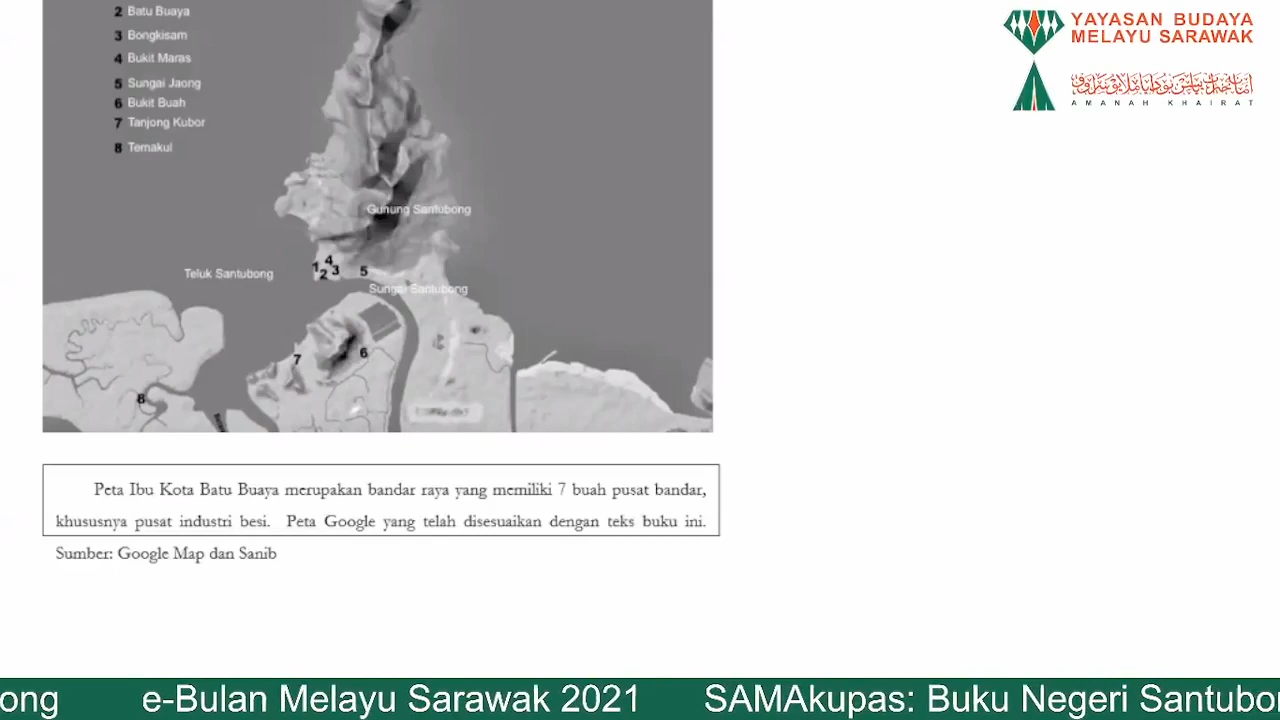 2 Batu Buaya
3 Bongkisam
4 Bukit Maras
5 Sungai Jaong
6 Bukit Buah
7 Tanjong Kubor
8 Temakul
YAYASAN BUDAYA
MELAYU SARAWAK
AMANAH KHAIRAT
Gunung Santubong
Teluk Santubong
1 4
2 3
5
Sungai Santubong
7
6
8
Peta Ibu Kota Batu Buaya merupakan bandar raya yang memiliki 7 buah pusat bandar,
khususnya pusat industri besi. Peta Google yang telah disesuaikan dengan teks buku ini.
Sumber: Google Map dan Sanib
ong e-Bulan Melayu Sarawak 2021 SAMAkupas: Buku Negeri Santubon